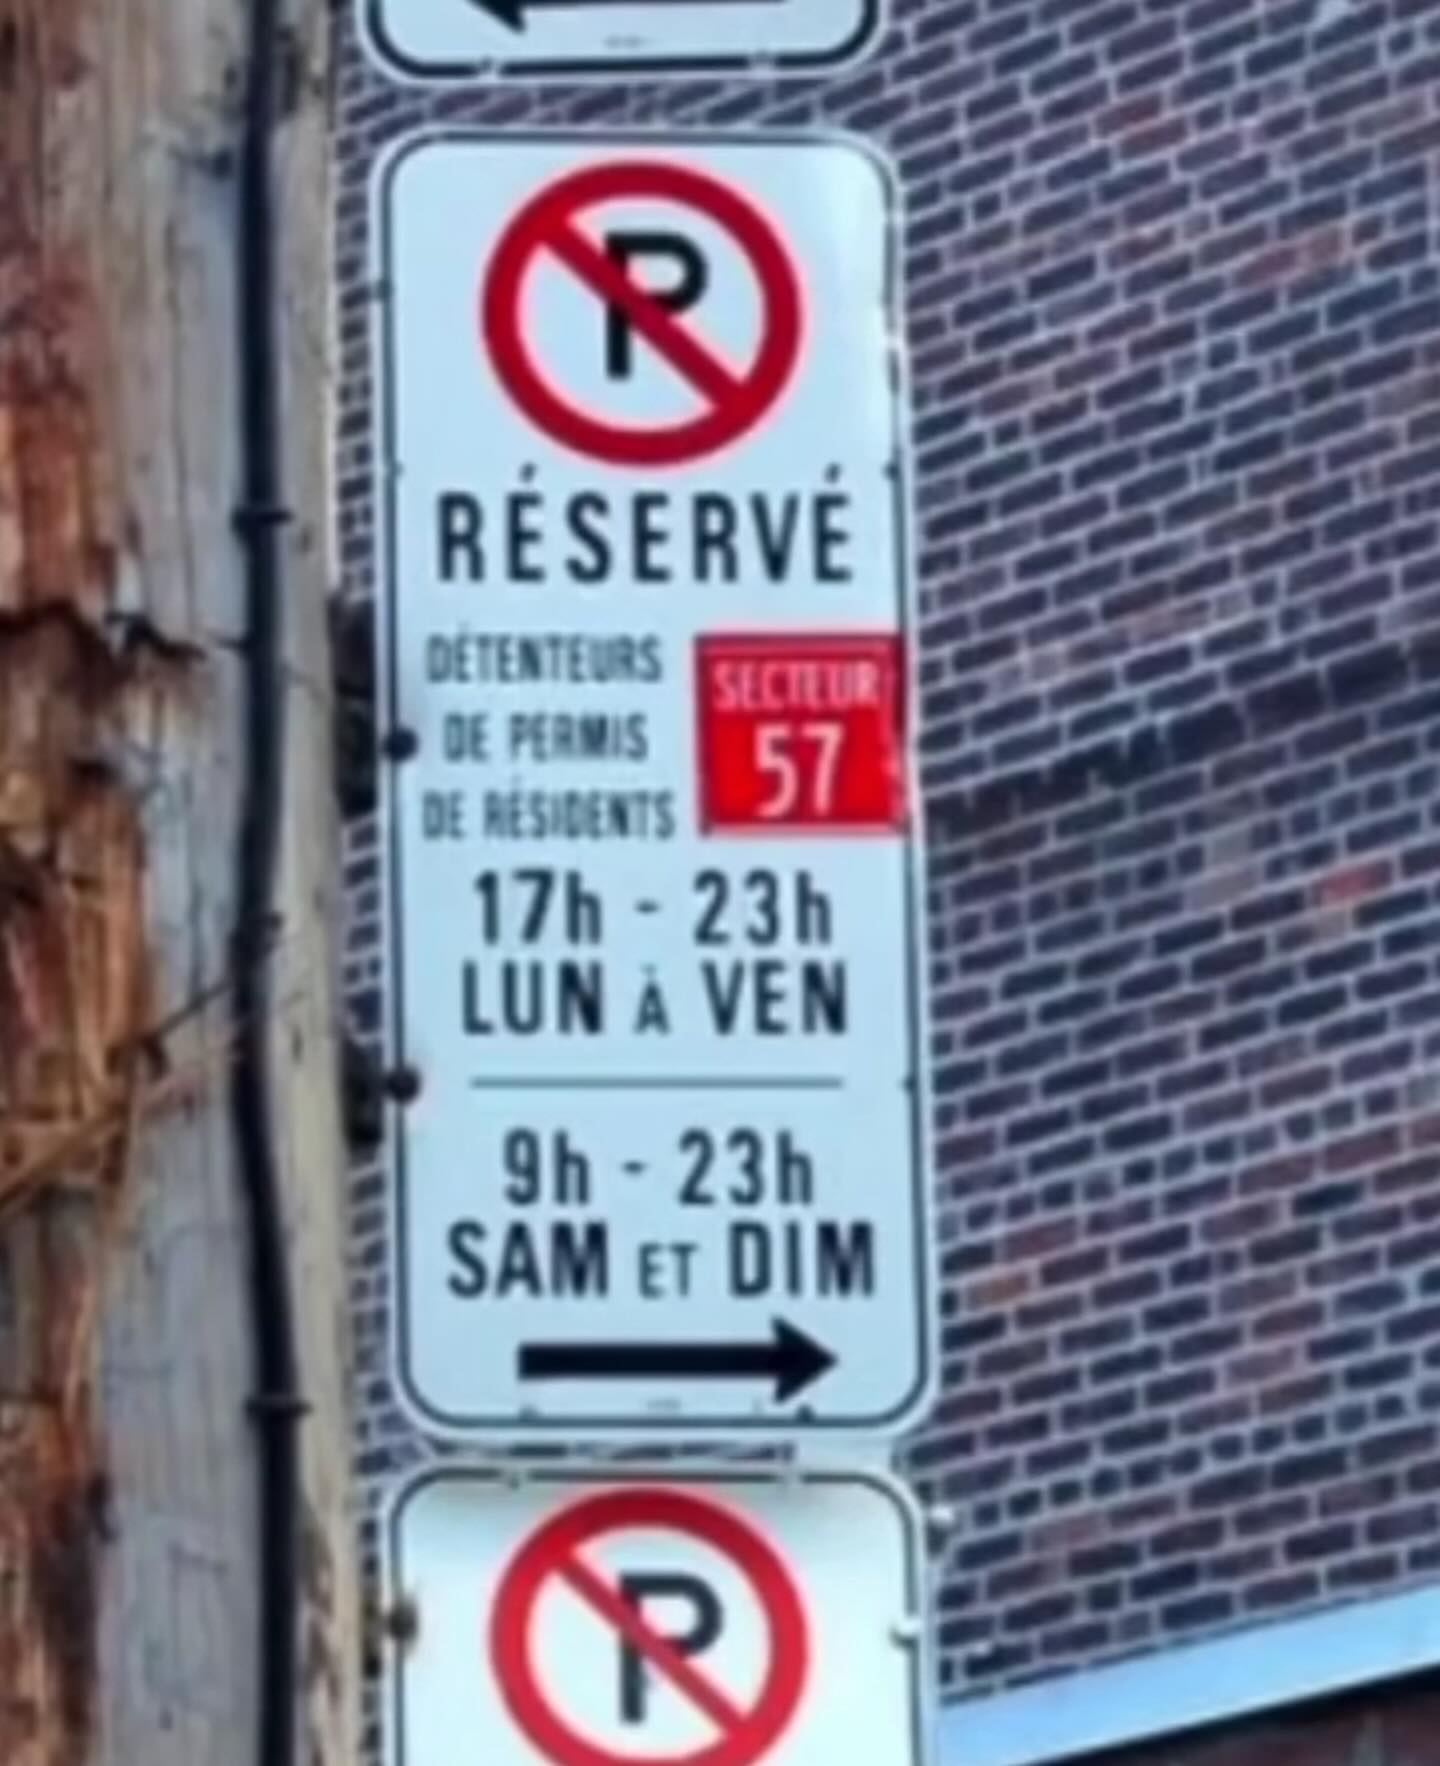 P
RÉSERVÉ
DÉTENTEURS
DE PERMIS
DE RÉSIDENTS
SECTEUR
57
17h - 23h
LUN À VEN
9h - 23h
SAM ET DIM
P